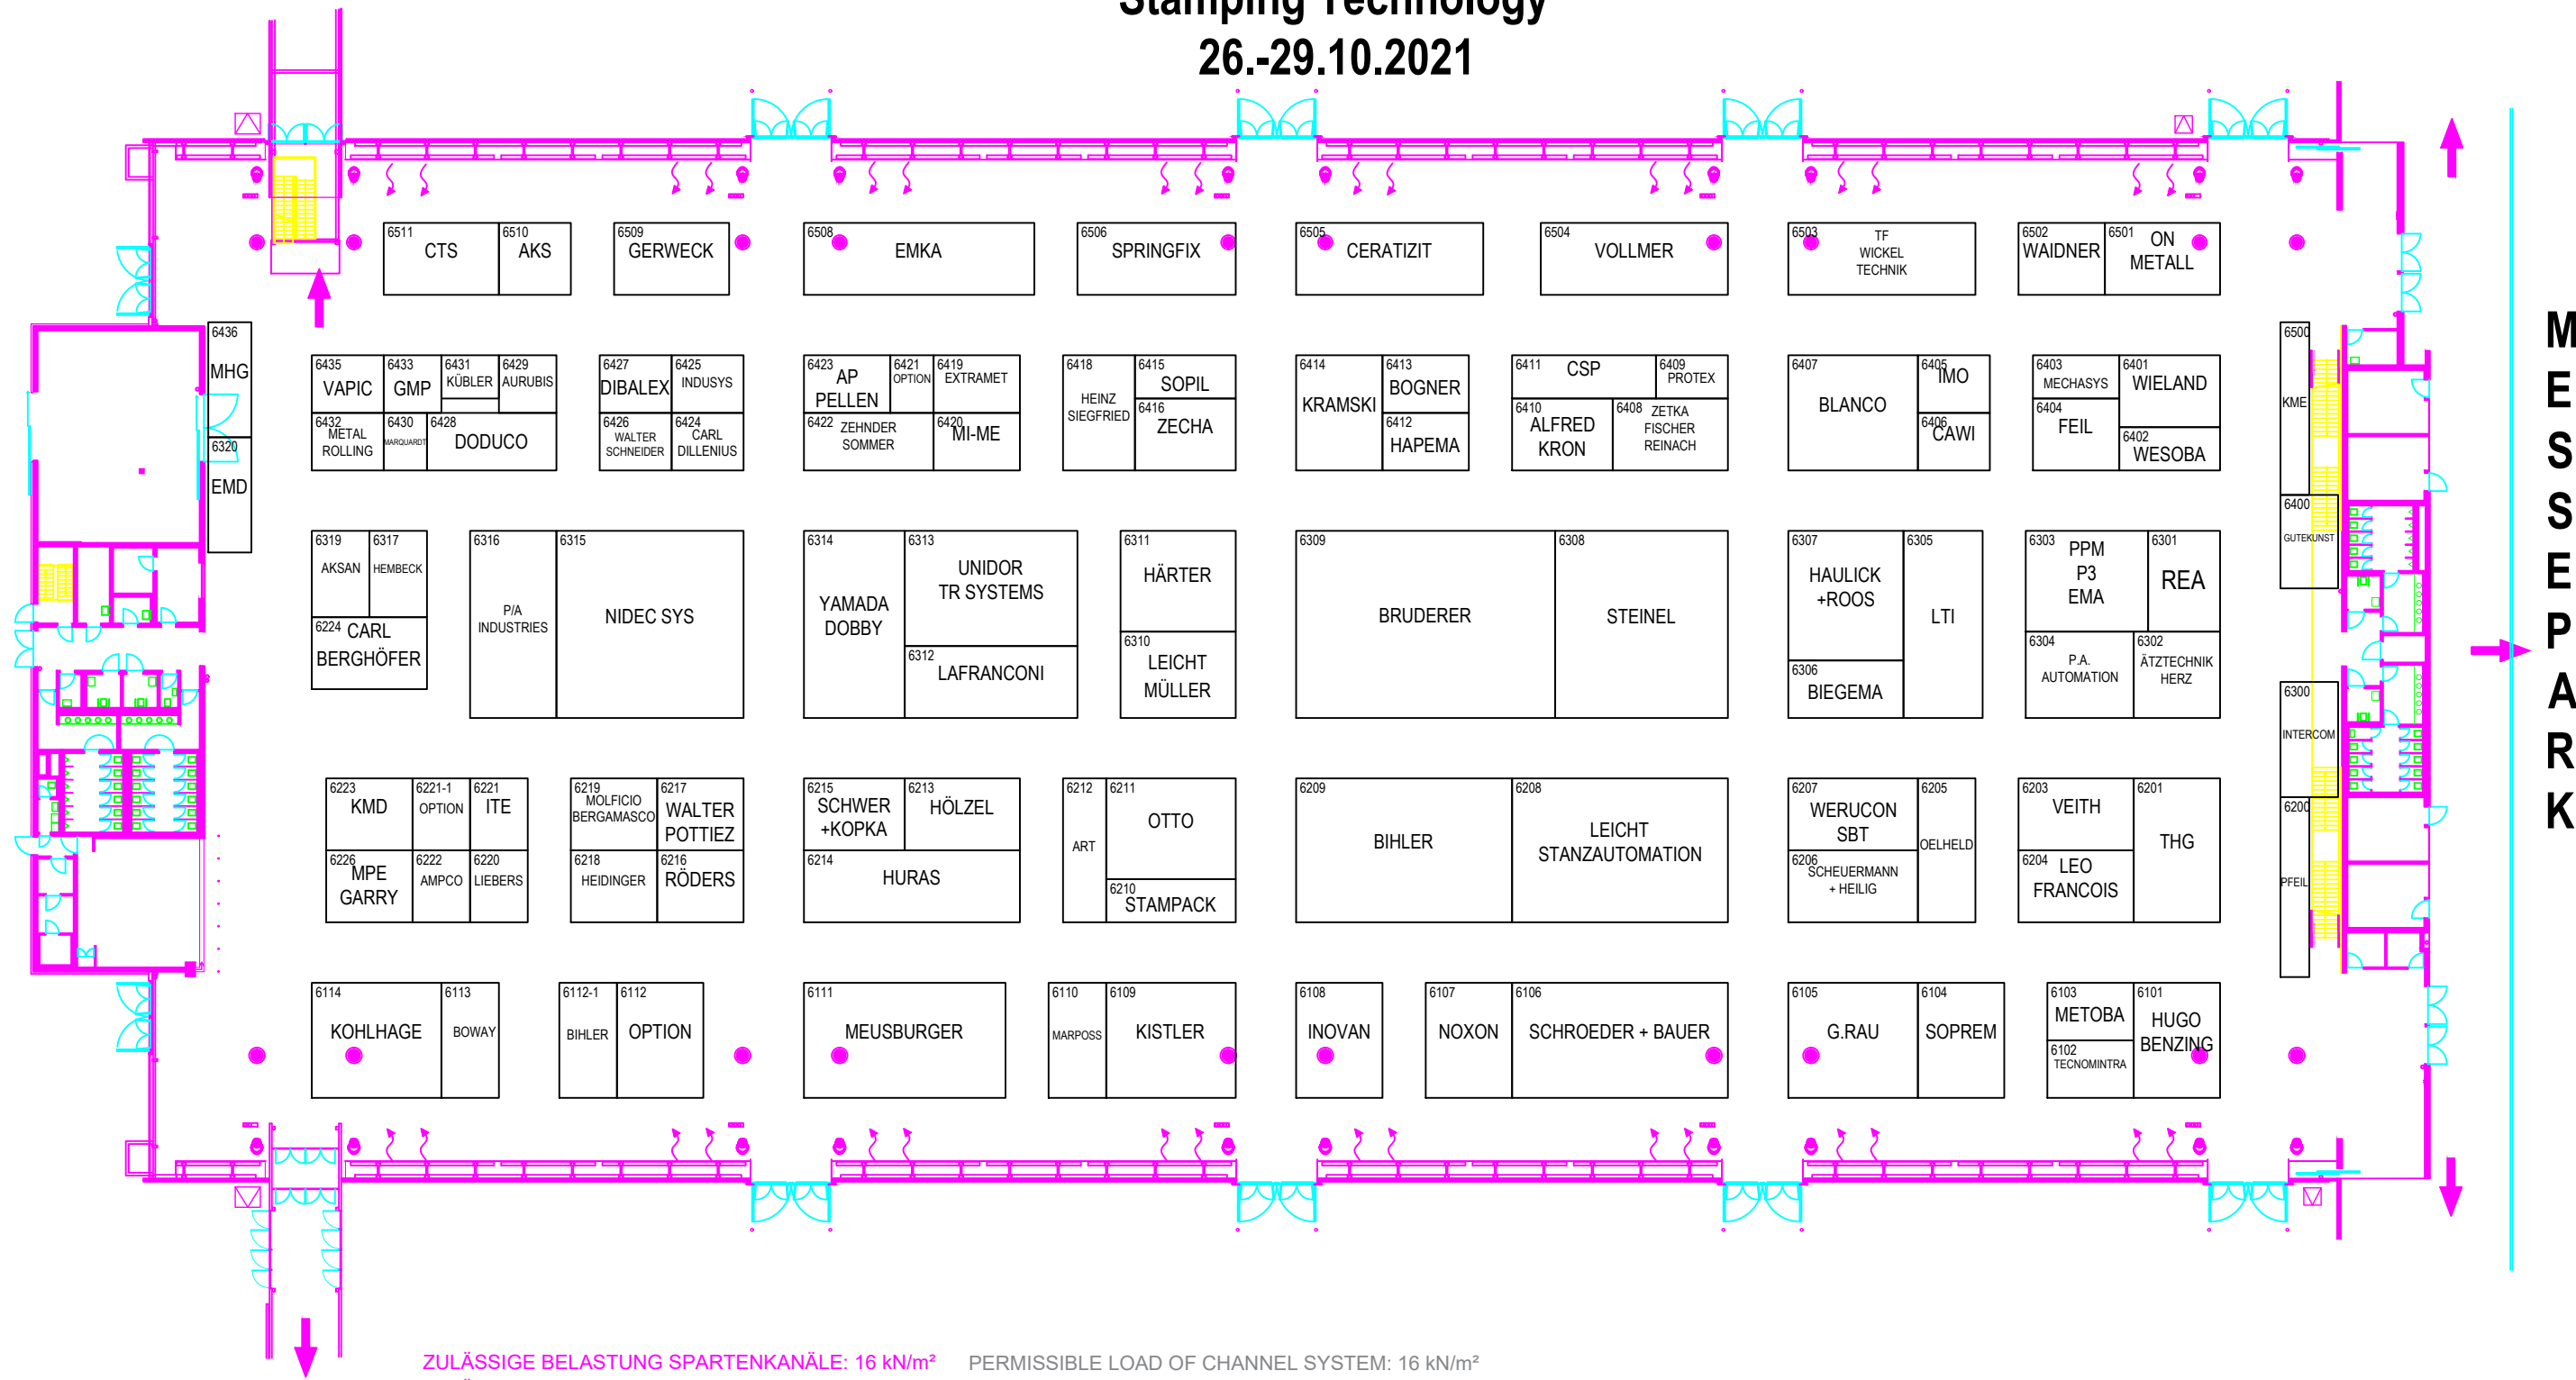 Stamping Technology
26.-29.10.2021
6511
CTS
6510
AKS
6509
GERWECK
6508
EMKA
6506
SPRINGFIX
6505
CERATIZIT
6504
VOLLMER
6503
TF
WICKEL
TECHNIK
6502
WAIDNER
6501
ON
METALL
6436
MHG
6320
EMD
6435
VAPIC
6433
GMP
6431
KÜBLER
6429
AURUBIS
6432
METAL
ROLLING
6430
MARQUARDT
6428
DODUCO
6427
DIBALEX
6425
INDUSYS
6426
WALTER
SCHNEIDER
6424
CARL
DILLENIUS
6423
AP
PELLEN
6421
OPTION
6419
EXTRAMET
6422
ZEHNDER
SOMMER
6420
MI-ME
6418
HEINZ
SIEGFRIED
6415
SOPIL
6416
ZECHA
6414
KRAMSKI
6413
BOGNER
6412
HAPEMA
6411
CSP
6409
PROTEX
6410
ALFRED
KRON
6408
ZETKA
FISCHER
REINACH
6407
BLANCO
6405
IMO
6406
CAWI
6403
MECHASYS
6404
FEIL
6401
WIELAND
6402
WESOBA
6500
KME
6400
GUTEKUNST
6319
AKSAN
6317
HEMBECK
6224
CARL
BERGHÖFER
6316
P/A
INDUSTRIES
6315
NIDEC SYS
6314
YAMADA
DOBBY
6313
UNIDOR
TR SYSTEMS
6312
LAFRANCONI
6311
HÄRTER
6310
LEICHT
MÜLLER
6309
BRUDERER
6308
STEINEL
6307
HAULICK
+ROOS
6306
BIEGEMA
6305
LTI
6303
PPM
P3
EMA
6301
REA
6304
P.A.
AUTOMATION
6302
ÄTZTECHNIK
HERZ
6300
INTERCOM
6200
PFEIL
6223
KMD
6221-1
OPTION
6221
ITE
6226
MPE
GARRY
6222
AMPCO
6220
LIEBERS
6219
MOLFICIO
BERGAMASCO
6217
WALTER
POTTIEZ
6218
HEIDINGER
6216
RÖDERS
6215
SCHWER
+KOPKA
6213
HÖLZEL
6214
HURAS
6212
ART
6211
OTTO
6210
STAMPACK
6209
BIHLER
6208
LEICHT
STANZAUTOMATION
6207
WERUCON
SBT
6206
SCHEUERMANN
+ HEILIG
6205
OELHELD
6203
VEITH
6204
LEO
FRANCOIS
6201
THG
6114
KOHLHAGE
6113
BOWAY
6112-1
BIHLER
6112
OPTION
6111
MEUSBURGER
6110
MARPOSS
6109
KISTLER
6108
INOVAN
6107
NOXON
6106
SCHROEDER + BAUER
6105
G.RAU
6104
SOPREM
6103
METOBA
6102
TECNOMINTRA
6101
HUGO
BENZING
M
E
S
S
E
P
A
R
K
ZULÄSSIGE BELASTUNG SPARTENKANÄLE: 16 kN/m² PERMISSIBLE LOAD OF CHANNEL SYSTEM: 16 kN/m²